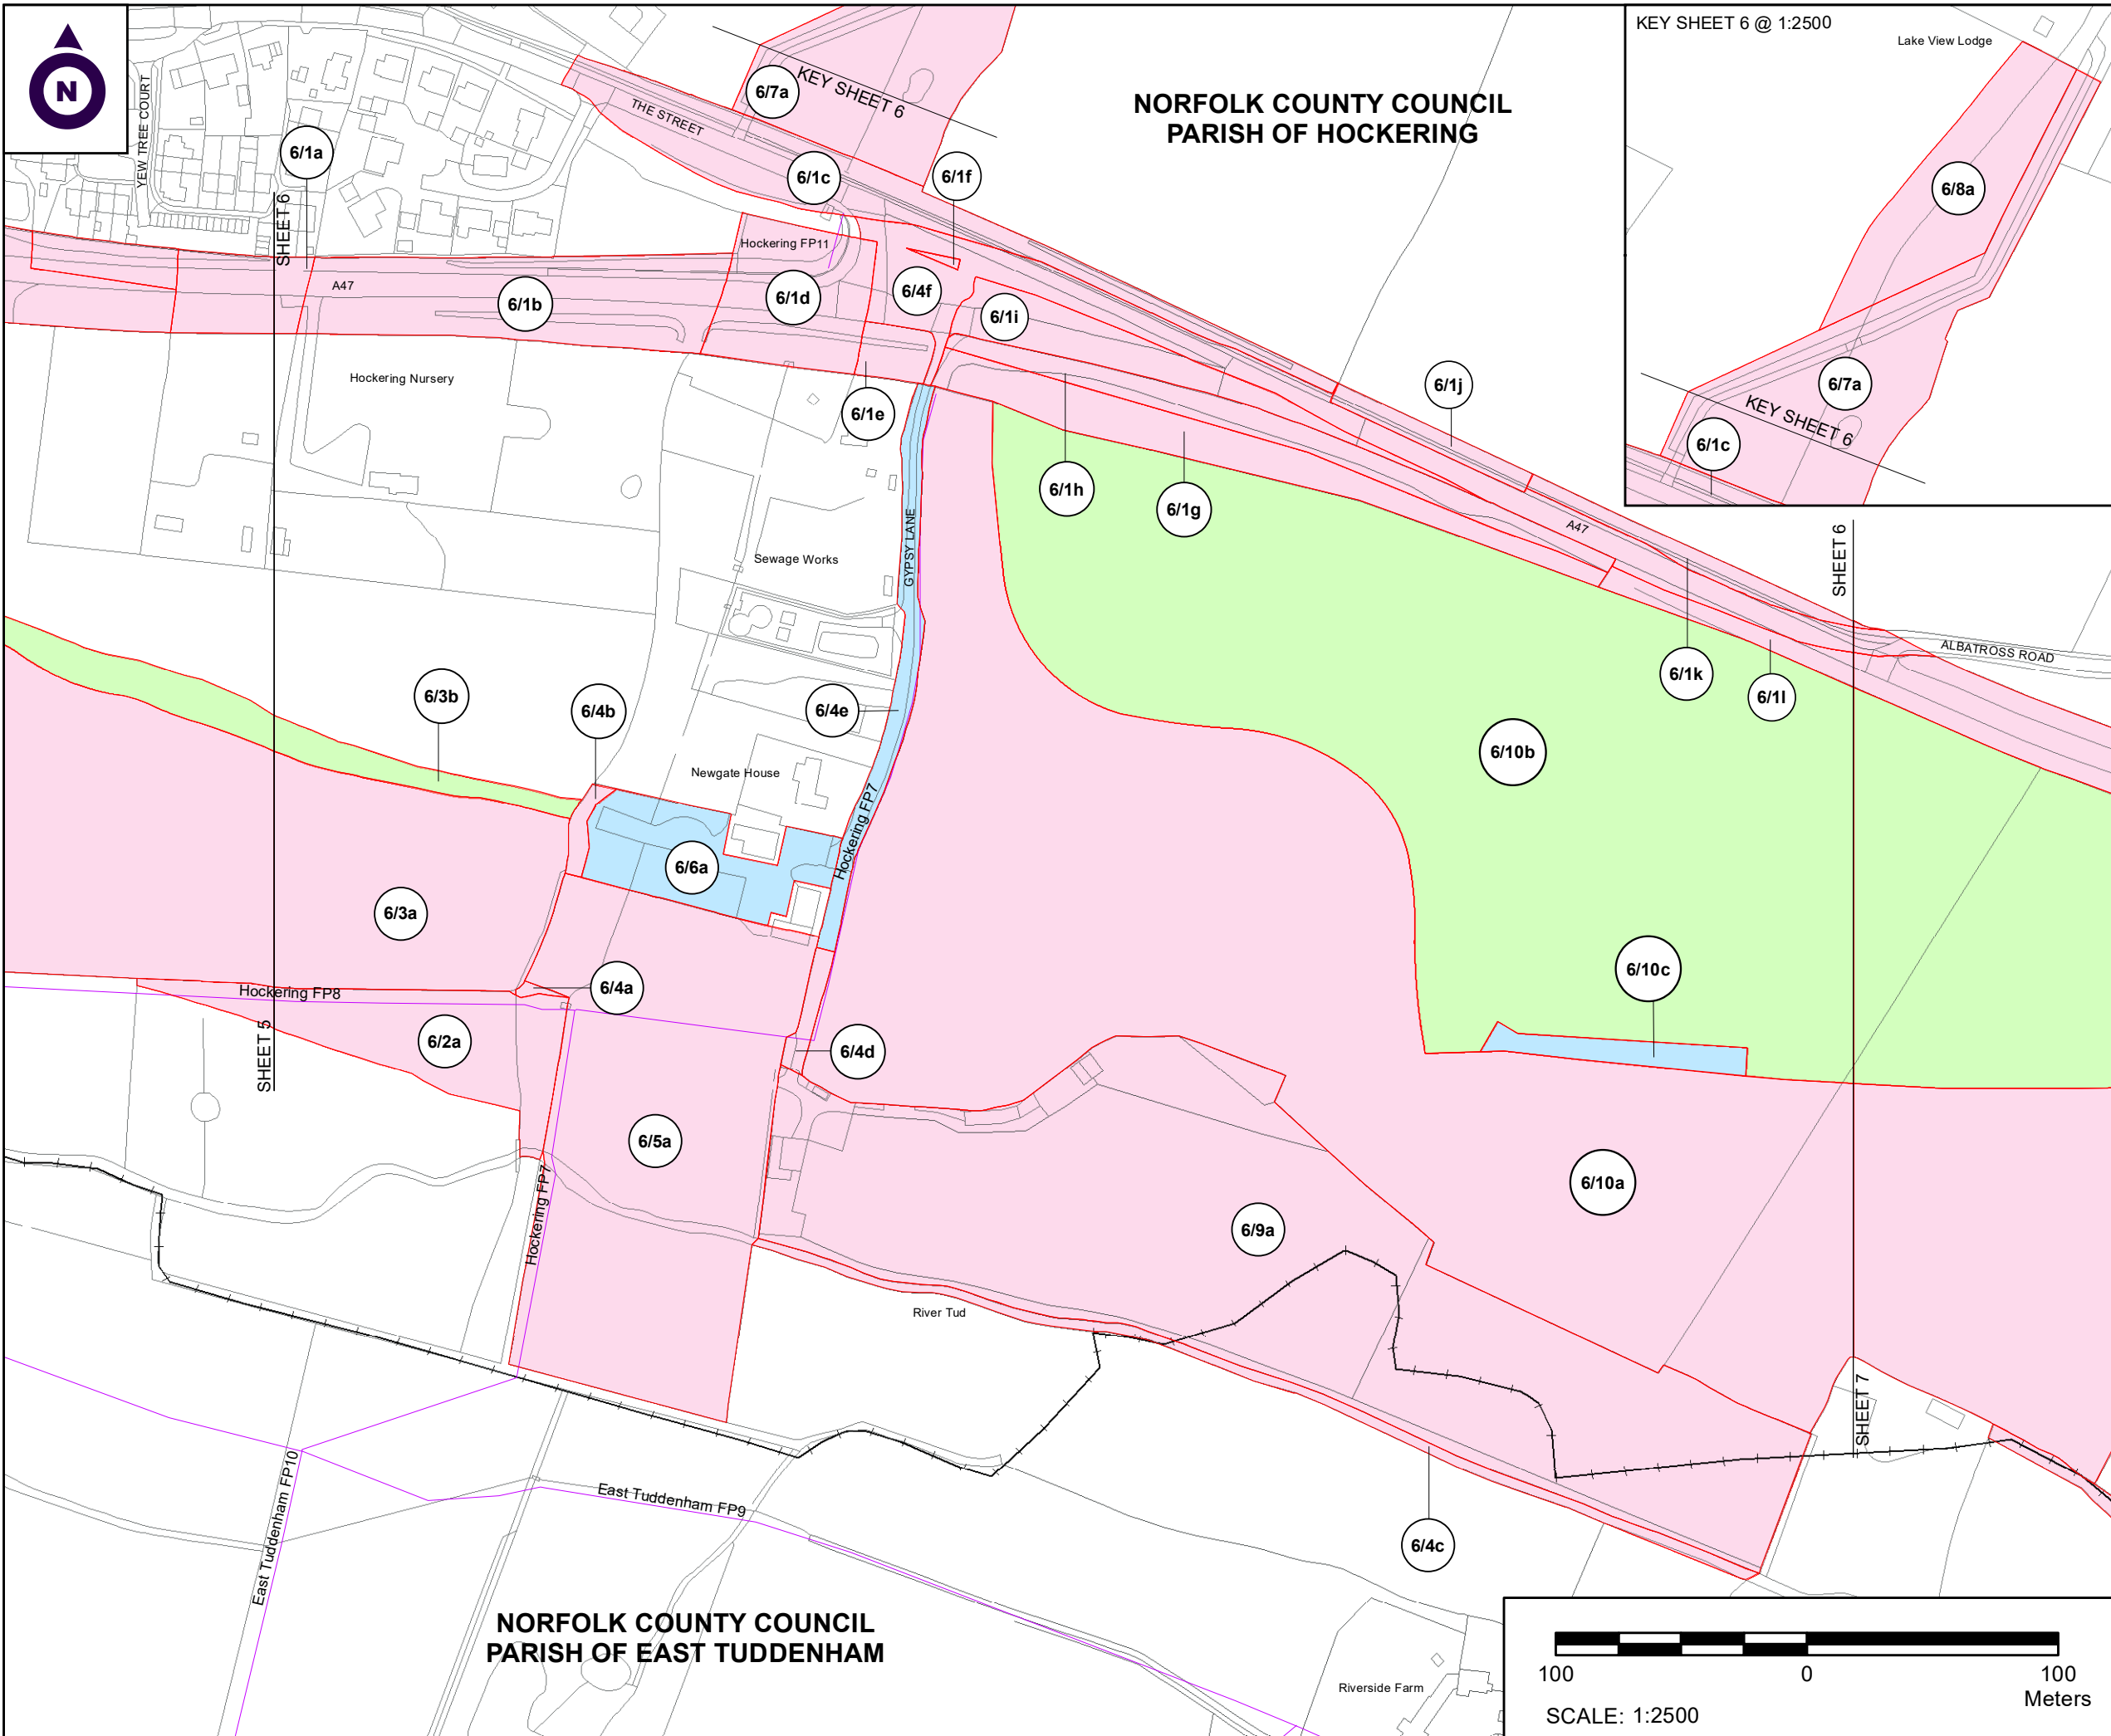 N
KEY SHEET 6 @ 1:2500
Lake View Lodge
6/8a
6/7a
KEY SHEET 6
6/1c
NORFOLK COUNTY COUNCIL
PARISH OF HOCKERING
6/7a
KEY SHEET 6
THE STREET
YEW TREE COURT
6/1a
6/1c
6/1f
SHEET 6
Hockering FP11
A47
6/1b
6/1d
6/4f
6/1i
Hockering Nursery
6/1e
6/1j
6/1h
6/1g
GYPSY LANE
A47
SHEET 6
Sewage Works
ALBATROSS ROAD
6/3b
6/4b
6/4e
6/1k
6/1l
6/10b
Newgate House
Hockering FP7
6/6a
6/3a
6/10c
6/4a
Hockering FP8
SHEET 5
6/2a
6/4d
6/5a
6/10a
Hockering FP7
6/9a
River Tud
SHEET 7
East Tuddenham FP10
East Tuddenham FP9
6/4c
NORFOLK COUNTY COUNCIL
PARISH OF EAST TUDDENHAM
Riverside Farm
100 0 100
Meters
SCALE: 1:2500